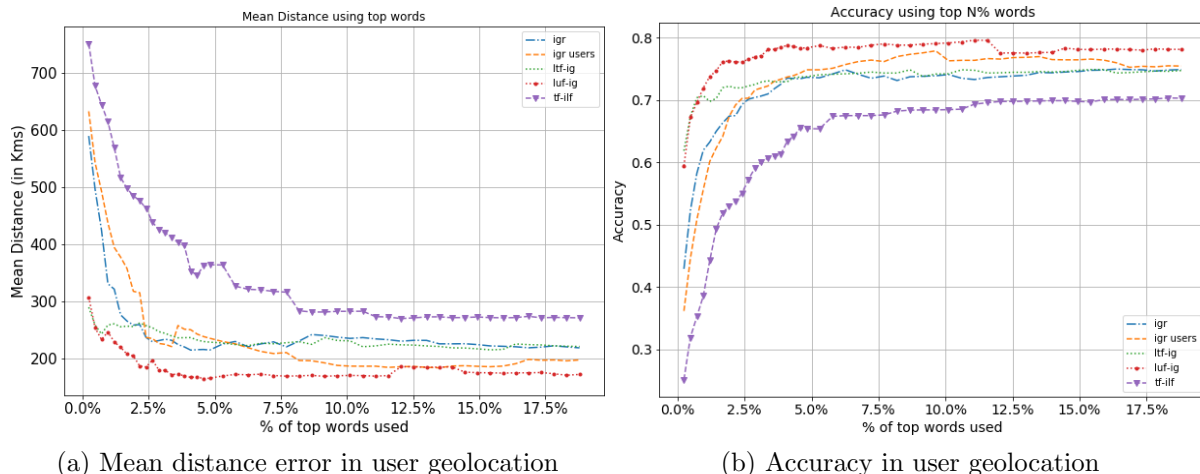 Mean Distance using top words
Mean Distance (in Kms)
700
600
500
400
300
200
igr
igr users
ltf-ig
luf-ig
tf-ilf
0.0% 2.5% 5.0% 7.5% 10.0% 12.5% 15.0% 17.5%
% of top words used
(a) Mean distance error in user geolocation
Accuracy using top N% words
Accuracy
0.8
0.7
0.6
0.5
0.4
0.3
igr
igr users
ltf-ig
luf-ig
tf-ilf
0.0% 2.5% 5.0% 7.5% 10.0% 12.5% 15.0% 17.5%
% of top words used
(b) Accuracy in user geolocation